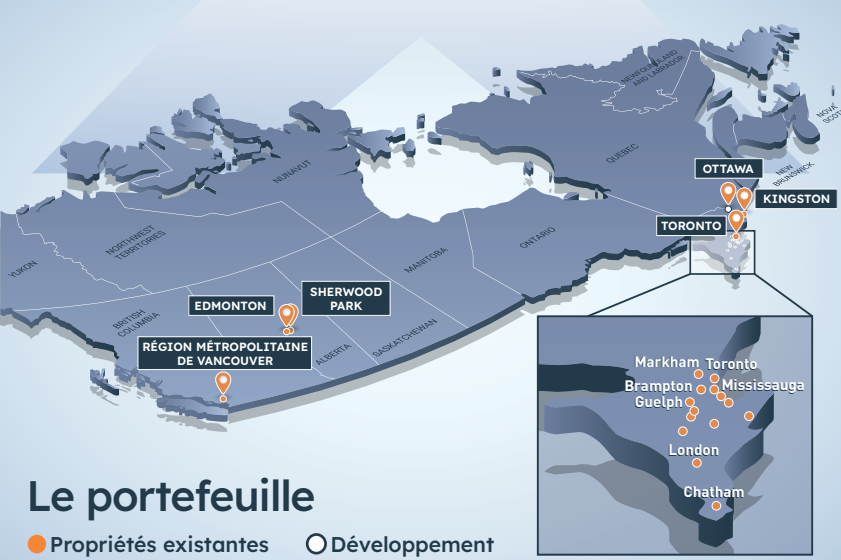 NEWFOUNDLAND
AND LABRADOR
NOVA
SCOT
QUEBEC
NEW
BRUNSWICK
NUNAVUT
OTTAWA
KINGSTON
TORONTO
NORTHWEST
TERRITORIES
YUKON
ONTARIO
MANITOBA
SHERWOOD
PARK
EDMONTON
BRITISH
COLUMBIA
RÉGION MÉTROPOLITAINE
DE VANCOUVER
ALBERTA
SASKATCHEWAN
Markham Toronto
Brampton Mississauga
Guelph
London
Chatham
Le portefeuille
Propriétés existantes Développement